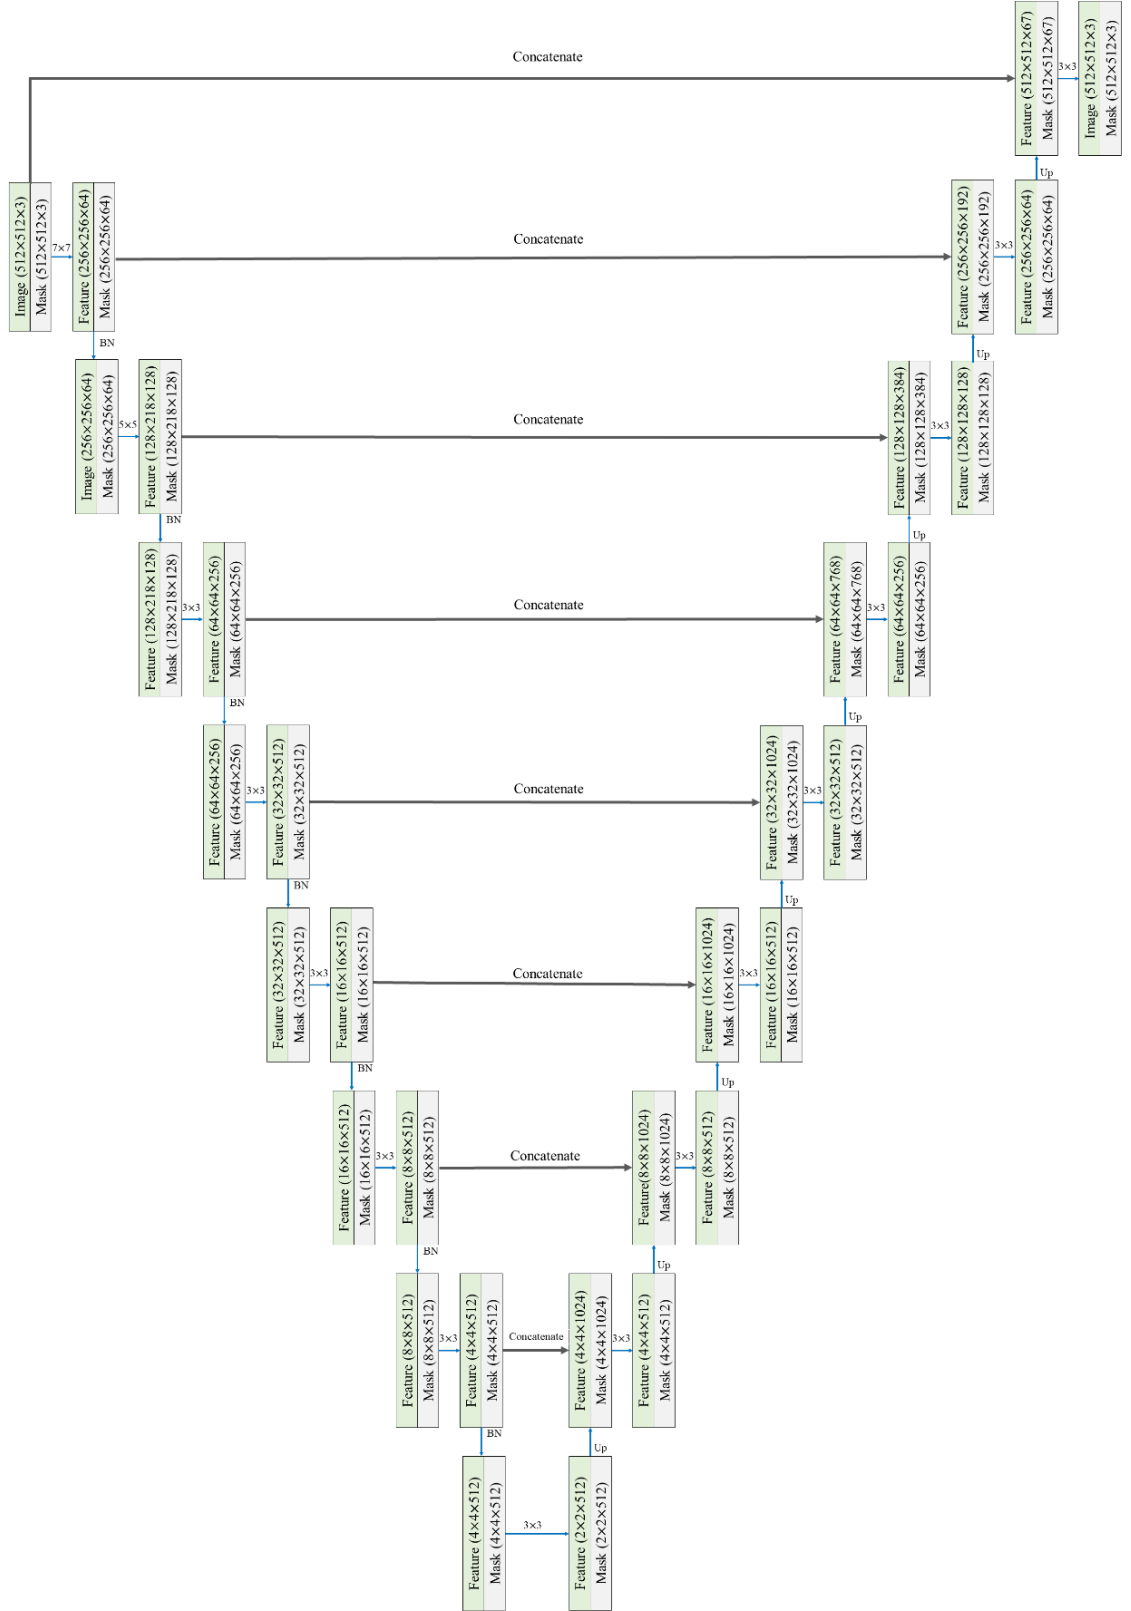 Concatenate
Feature (512×512×67)
Mask (512×512×67)
3×3
Image (512×512×3)
Mask (512×512×3)
Up
Image (512×512×3)
Mask (512×512×3)
7×7
Feature (256×256×64)
Mask (256×256×64)
Concatenate
Feature (256×256×192)
Mask (256×256×192)
3×3
Feature (256×256×64)
Mask (256×256×64)
BN
Up
Image (256×256×64)
Mask (256×256×64)
5×5
Feature (128×218×128)
Mask (128×218×128)
Concatenate
Feature (128×128×384)
Mask (128×128×384)
3×3
Feature (128×128×128)
Mask (128×128×128)
BN
Up
Feature (128×218×128)
Mask (128×218×128)
3×3
Feature (64×64×256)
Mask (64×64×256)
Concatenate
Feature (64×64×768)
Mask (64×64×768)
3×3
Feature (64×64×256)
Mask (64×64×256)
BN
Up
Feature (64×64×256)
Mask (64×64×256)
3×3
Feature (32×32×512)
Mask (32×32×512)
Concatenate
Feature (32×32×1024)
Mask (32×32×1024)
3×3
Feature (32×32×512)
Mask (32×32×512)
BN
Up
Feature (32×32×512)
Mask (32×32×512)
3×3
Feature (16×16×512)
Mask (16×16×512)
Concatenate
Feature (16×16×1024)
Mask (16×16×1024)
3×3
Feature (16×16×512)
Mask (16×16×512)
BN
Up
Feature (16×16×512)
Mask (16×16×512)
3×3
Feature (8×8×512)
Mask (8×8×512)
Concatenate
Feature(8×8×1024)
Mask (8×8×1024)
3×3
Feature (8×8×512)
Mask (8×8×512)
BN
Up
Feature (8×8×512)
Mask (8×8×512)
3×3
Feature (4×4×512)
Mask (4×4×512)
Concatenate
Feature (4×4×1024)
Mask (4×4×1024)
3×3
Feature (4×4×512)
Mask (4×4×512)
BN
Up
Feature (4×4×512)
Mask (4×4×512)
3×3
Feature (2×2×512)
Mask (2×2×512)